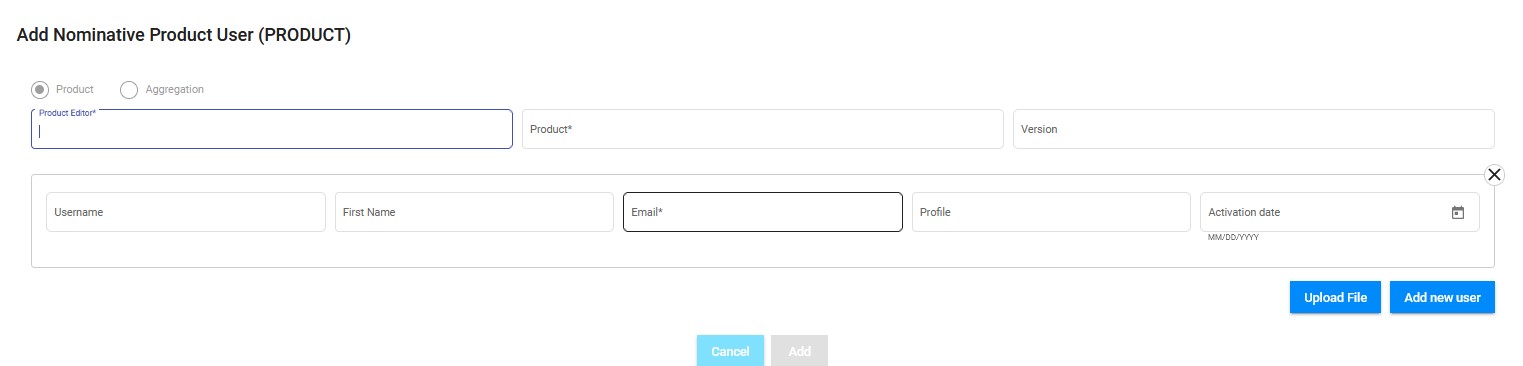 Add Nominative Product User (PRODUCT)
Product Aggregation
Product Editor*
Product* Version
Username First Name Email* Profile Activation date
MM/DD/YYYY
Upload File Add new user
Cancel Add